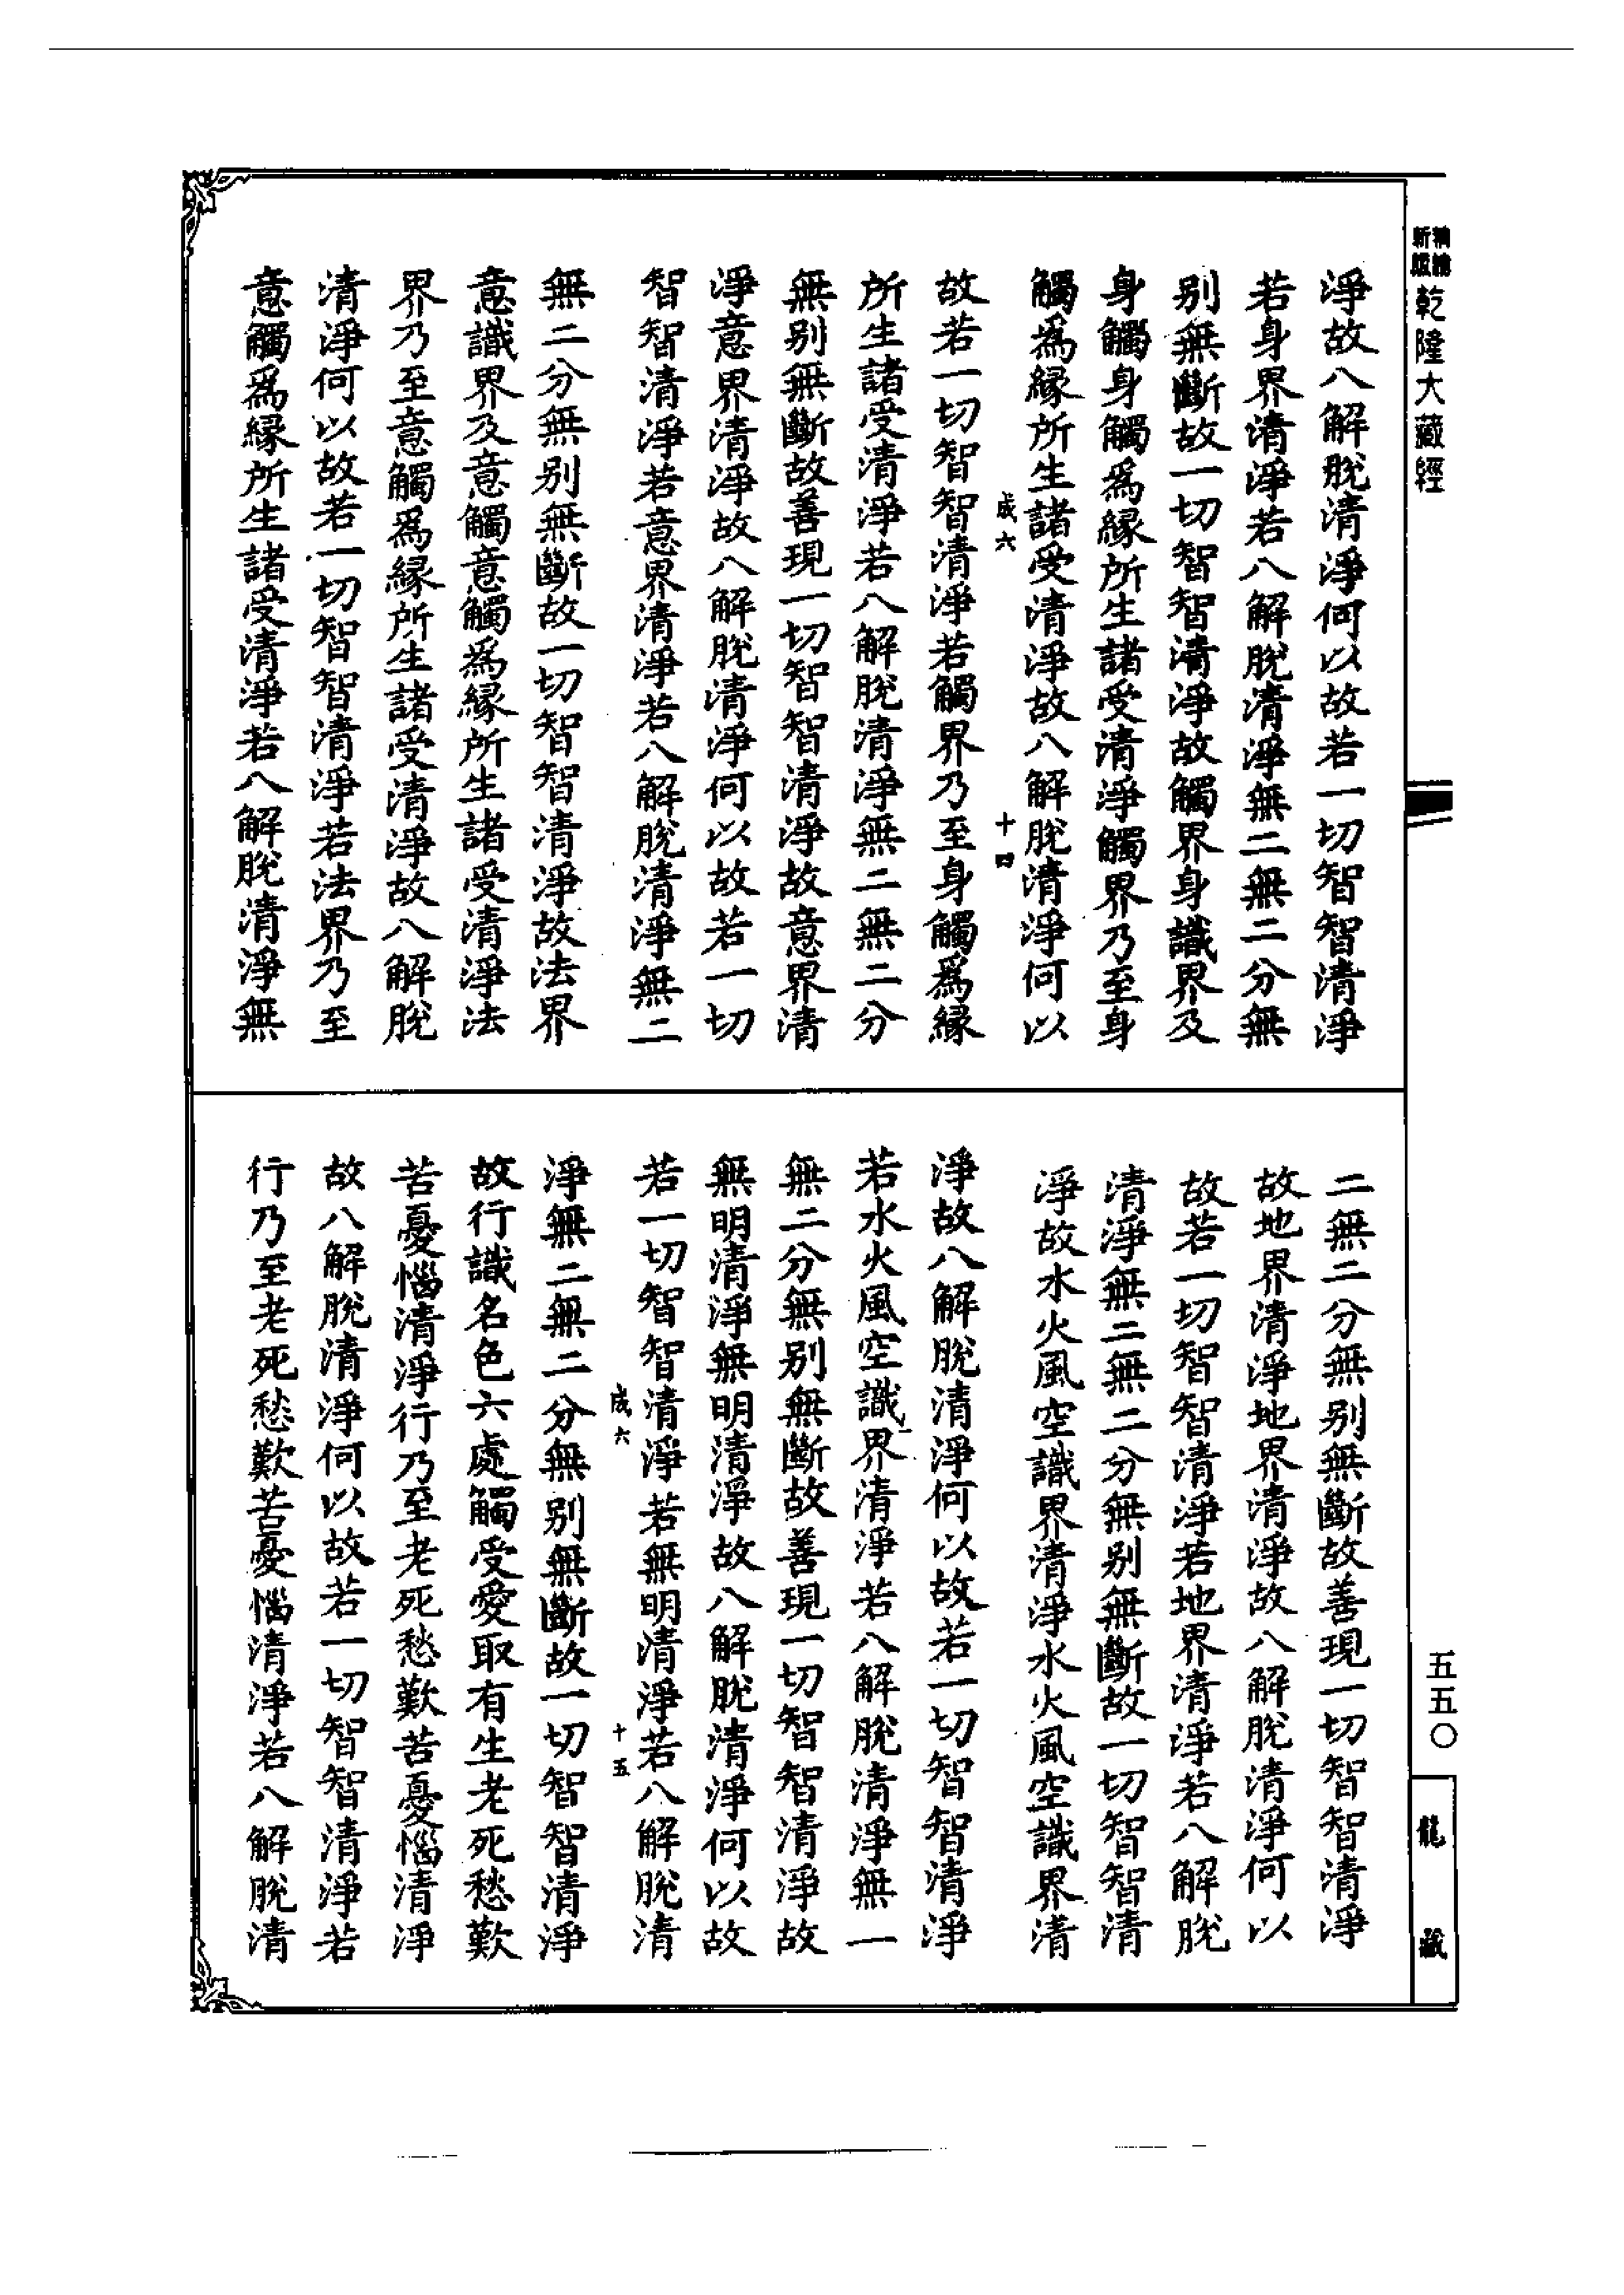 新版
精繕
乾隆大藏經
淨故八解脫清淨何以故若一切智智清淨
若身界清淨若八解脫清淨無二無二分無
別無斷故一切智智清淨故觸界身識界及
身觸身觸爲緣所生諸受清淨觸界乃至身
觸爲緣所生諸受清淨故八解脫清淨何以
成六
十四
故若一切智智清淨若觸界乃至身觸爲緣
所生諸受清淨若八解脫清淨無二無二分
無別無斷故善現一切智智清淨故意界清
淨意界清淨故八解脫清淨何以故若一切
智智清淨若意界清淨若八解脫清淨無二
無二分無別無斷故一切智智清淨故法界
意識界及意觸意觸爲緣所生諸受清淨法
界乃至意觸爲緣所生諸受清淨故八解脫
清淨何以故若一切智智清淨若法界乃至
意觸爲緣所生諸受清淨若八解脫清淨無
二無二分無別無斷故善現一切智智清淨
故地界清淨地界清淨故八解脫清淨何以
故若一切智智清淨若地界清淨若八解脫
清淨無二無二分無別無斷故一切智智清
淨故水火風空識界清淨水火風空識界清
淨故八解脫清淨何以故若一切智智清淨
若水火風空識界清淨若八解脫清淨無一
無二分無別無斷故善現一切智智清淨故
無明清淨無明清淨故八解脫清淨何以故
若一切智智清淨若無明清淨若八解脫清
成六
十五
淨無二無二分無別無斷故一切智智清淨
故行識名色六處觸受愛取有生老死愁歎
苦憂惱清淨行乃至老死愁歎苦憂惱清淨
故八解脫清淨何以故若一切智智清淨若
行乃至老死愁歎苦憂惱清淨若八解脫清
五五〇
龍藏